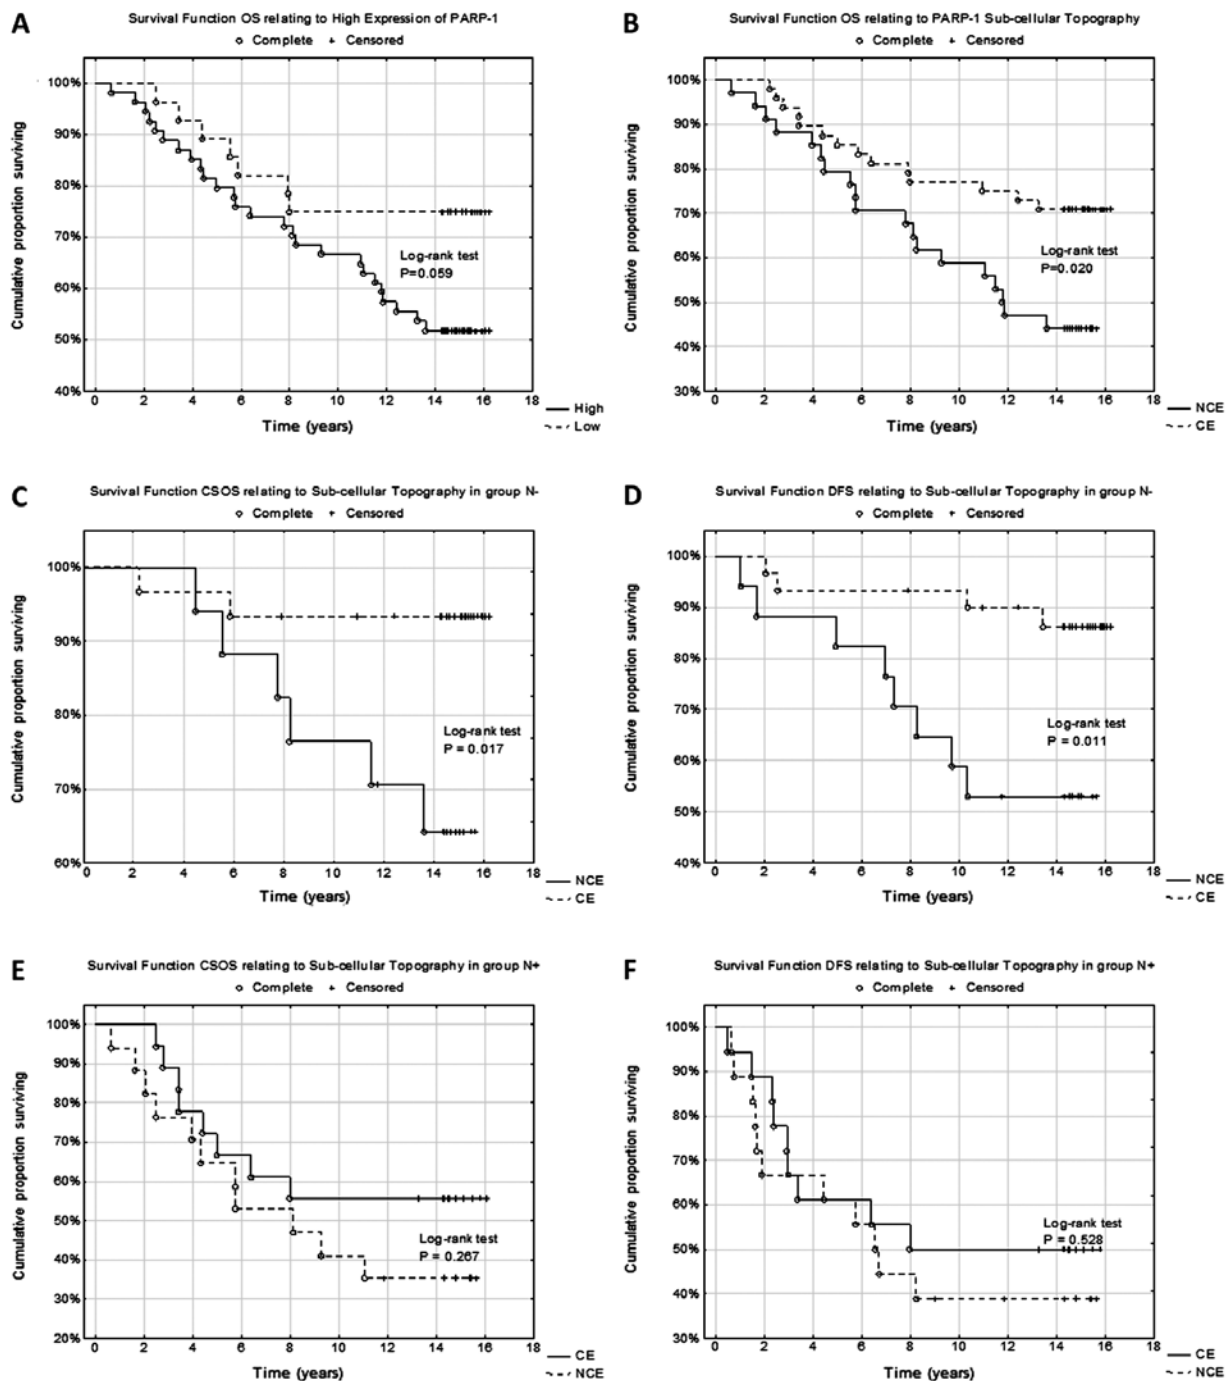 A
Survival Function OS relating to High Expression of PARP-1
Complete + Censored
Cumulative proportion surviving
100%
90%
80%
70%
60%
50%
40%
Log-rank test
P=0.059
0 2 4 6 8 10 12 14 16 18
Time (years)
High
Low
B
Survival Function OS relating to PARP-1 Sub-cellular Topography
Complete + Censored
Cumulative proportion surviving
100%
90%
80%
70%
60%
50%
40%
30%
Log-rank test
P=0.020
0 2 4 6 8 10 12 14 16 18
Time (years)
NCE
CE
C
Survival Function CSOS relating to Sub-cellular Topography in group N-
Complete + Censored
Cumulative proportion surviving
100%
90%
80%
70%
60%
Log-rank test
P = 0.017
0 2 4 6 8 10 12 14 16 18
Time (years)
NCE
CE
D
Survival Function DFS relating to Sub-cellular Topography in group N-
Complete + Censored
Cumulative proportion surviving
100%
90%
80%
70%
60%
50%
40%
Log-rank test
P = 0.011
0 2 4 6 8 10 12 14 16 18
Time (years)
NCE
CE
E
Survival Function CSOS relating to Sub-cellular Topography in group N+
Complete + Censored
Cumulative proportion surviving
100%
90%
80%
70%
60%
50%
40%
30%
20%
Log-rank test
P = 0.267
0 2 4 6 8 10 12 14 16 18
Time (years)
CE
NCE
F
Survival Function DFS relating to Sub-cellular Topography in group N+
Complete + Censored
Cumulative proportion surviving
100%
90%
80%
70%
60%
50%
40%
30%
Log-rank test
P = 0.528
0 2 4 6 8 10 12 14 16 18
Time (years)
CE
NCE